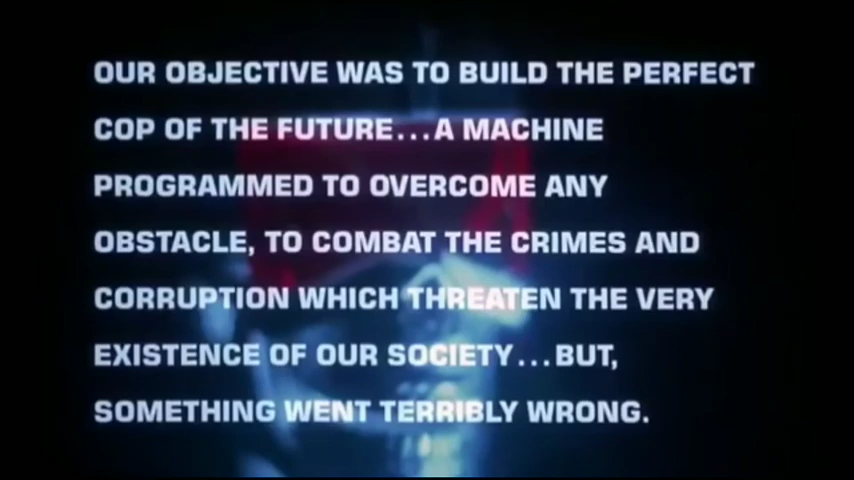 OUR OBJECTIVE WAS TO BUILD THE PERFECT
COP OF THE FUTURE...A MACHINE
PROGRAMMED TO OVERCOME ANY
OBSTACLE, TO COMBAT THE CRIMES AND
CORRUPTION WHICH THREATEN THE VERY
EXISTENCE OF OUR SOCIETY...BUT,
SOMETHING WENT TERRIBLY WRONG.